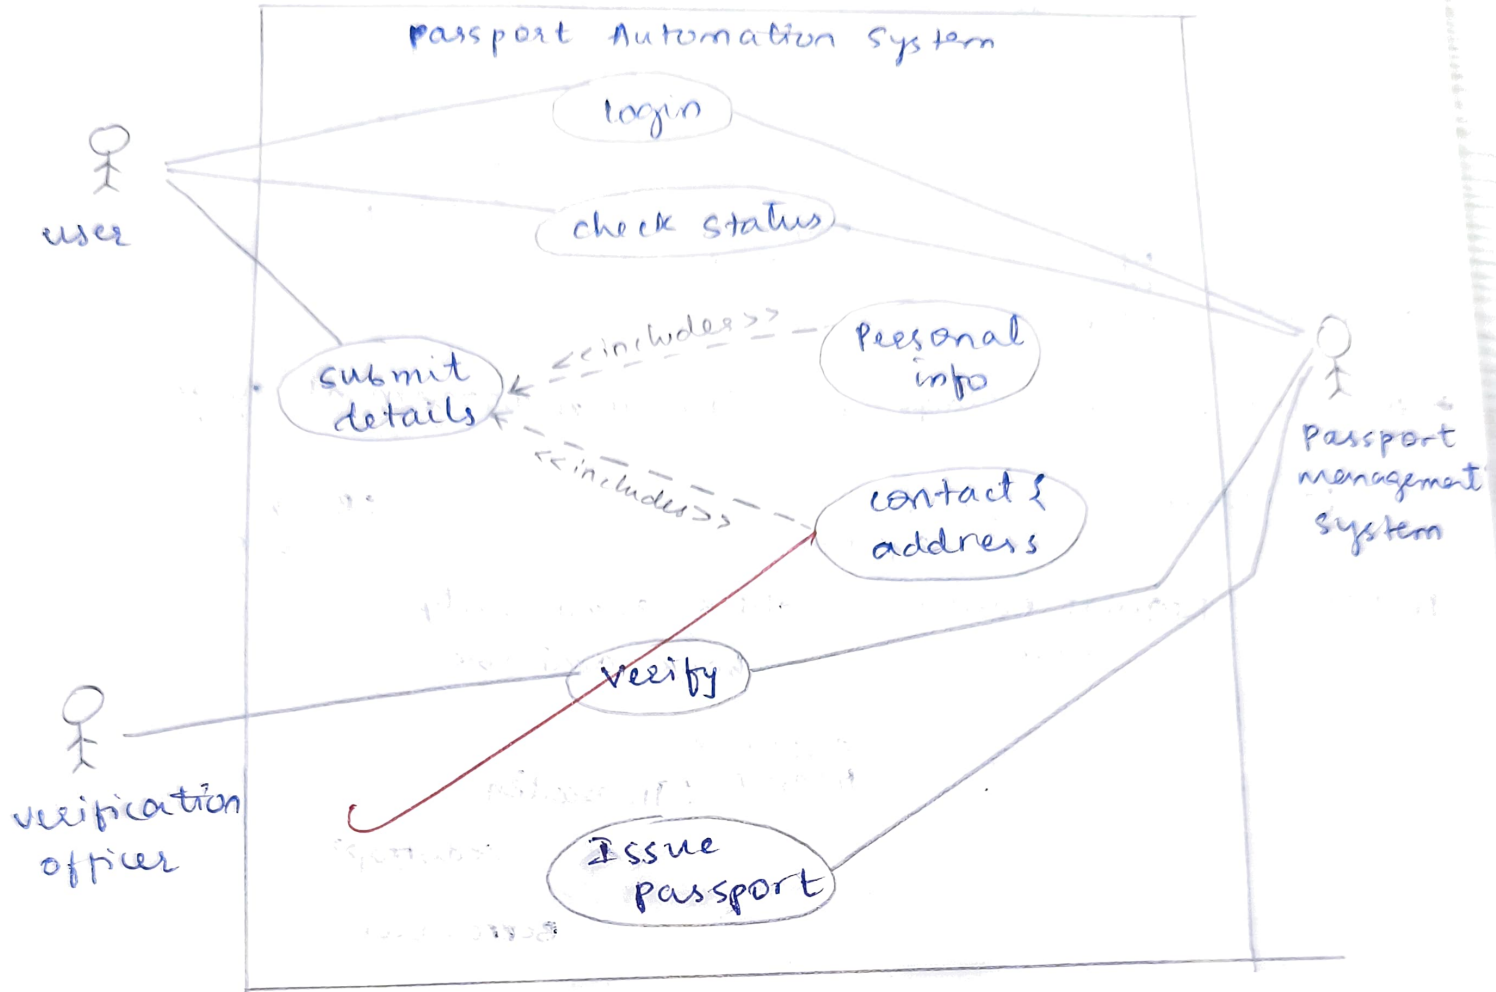 Passport Automation System
login
user
check status
<<includes>>
Personal
info
submit
details
Passport
management
system
<<includes>>
contact &
address
verify
verification
officer
Issue
passport